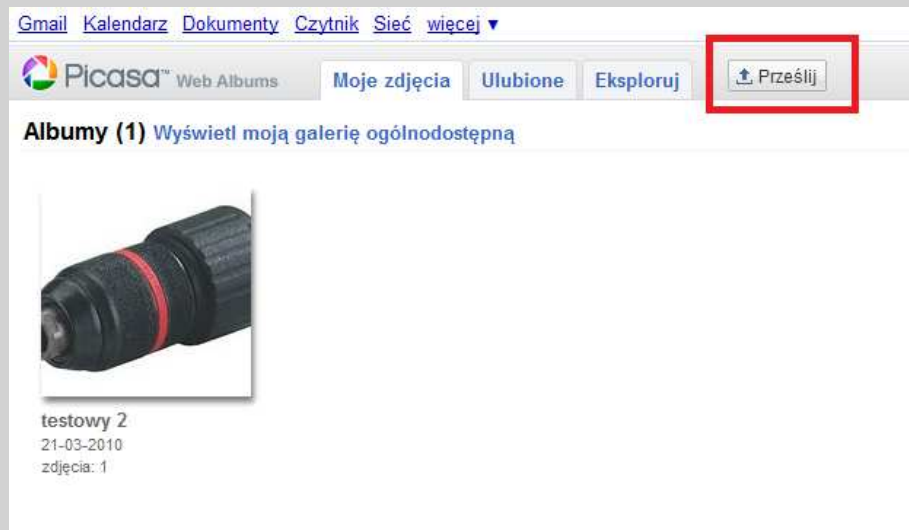 Gmail Kalendarz Dokumenty Czytnik Sieć więcej ▼
Picasa™ Web Albums Moje zdjęcia Ulubione Eksploruj Prześlij
Albumy (1) Wyświetl moją galerię ogólnodostępną
testowy 2
21-03-2010
zdjęcia: 1